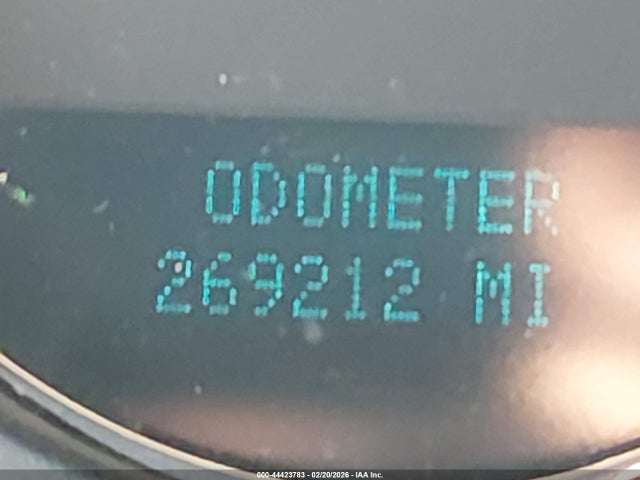 ODOMETER
269212 MI
000-44423783 - 02/20/2026 - IAA Inc.